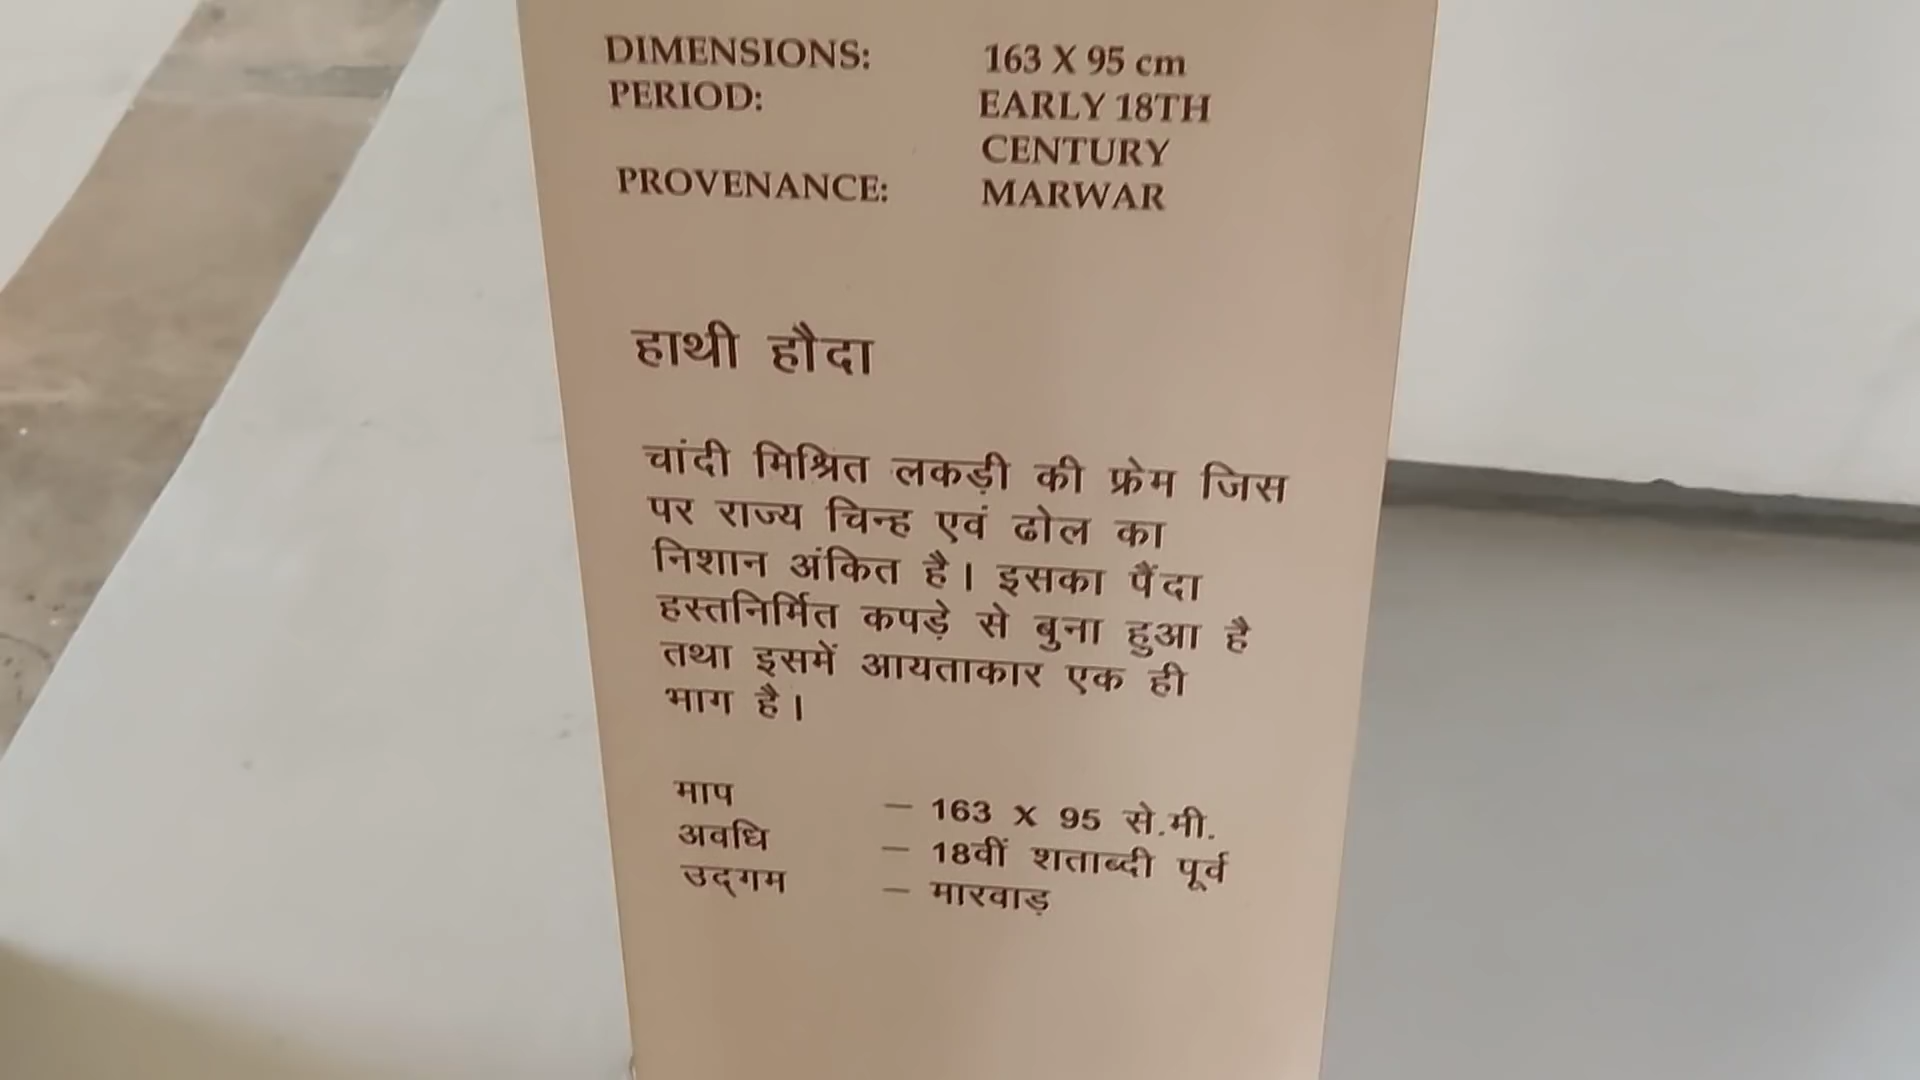 DIMENSIONS: 163 X 95 cm
PERIOD: EARLY 18TH
CENTURY
PROVENANCE: MARWAR
हाथी हौदा
चांदी मिश्रित लकड़ी की फ्रेम जिस
पर राज्य चिन्ह एवं ढोल का
निशान अंकित है। इसका पैंदा
हस्तनिर्मित कपड़े से बुना हुआ है
तथा इसमें आयताकार एक ही
भाग है।
माप – 163 X 95 से.मी.
अवधि – 18वीं शताब्दी पूर्व
उद्गम – मारवाड़